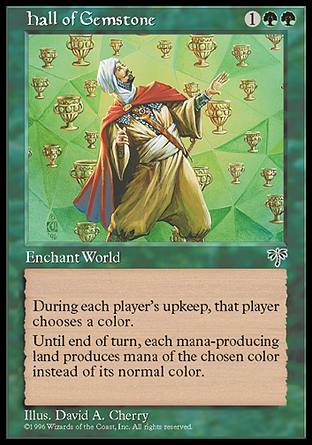 Hall of Gemstone 1
Enchant World
During each player's upkeep, that player
chooses a color.
Until end of turn, each mana-producing
land produces mana of the chosen color
instead of its normal color.
Illus. David A. Cherry
©1996 Wizards of the Coast, Inc. All rights reserved.